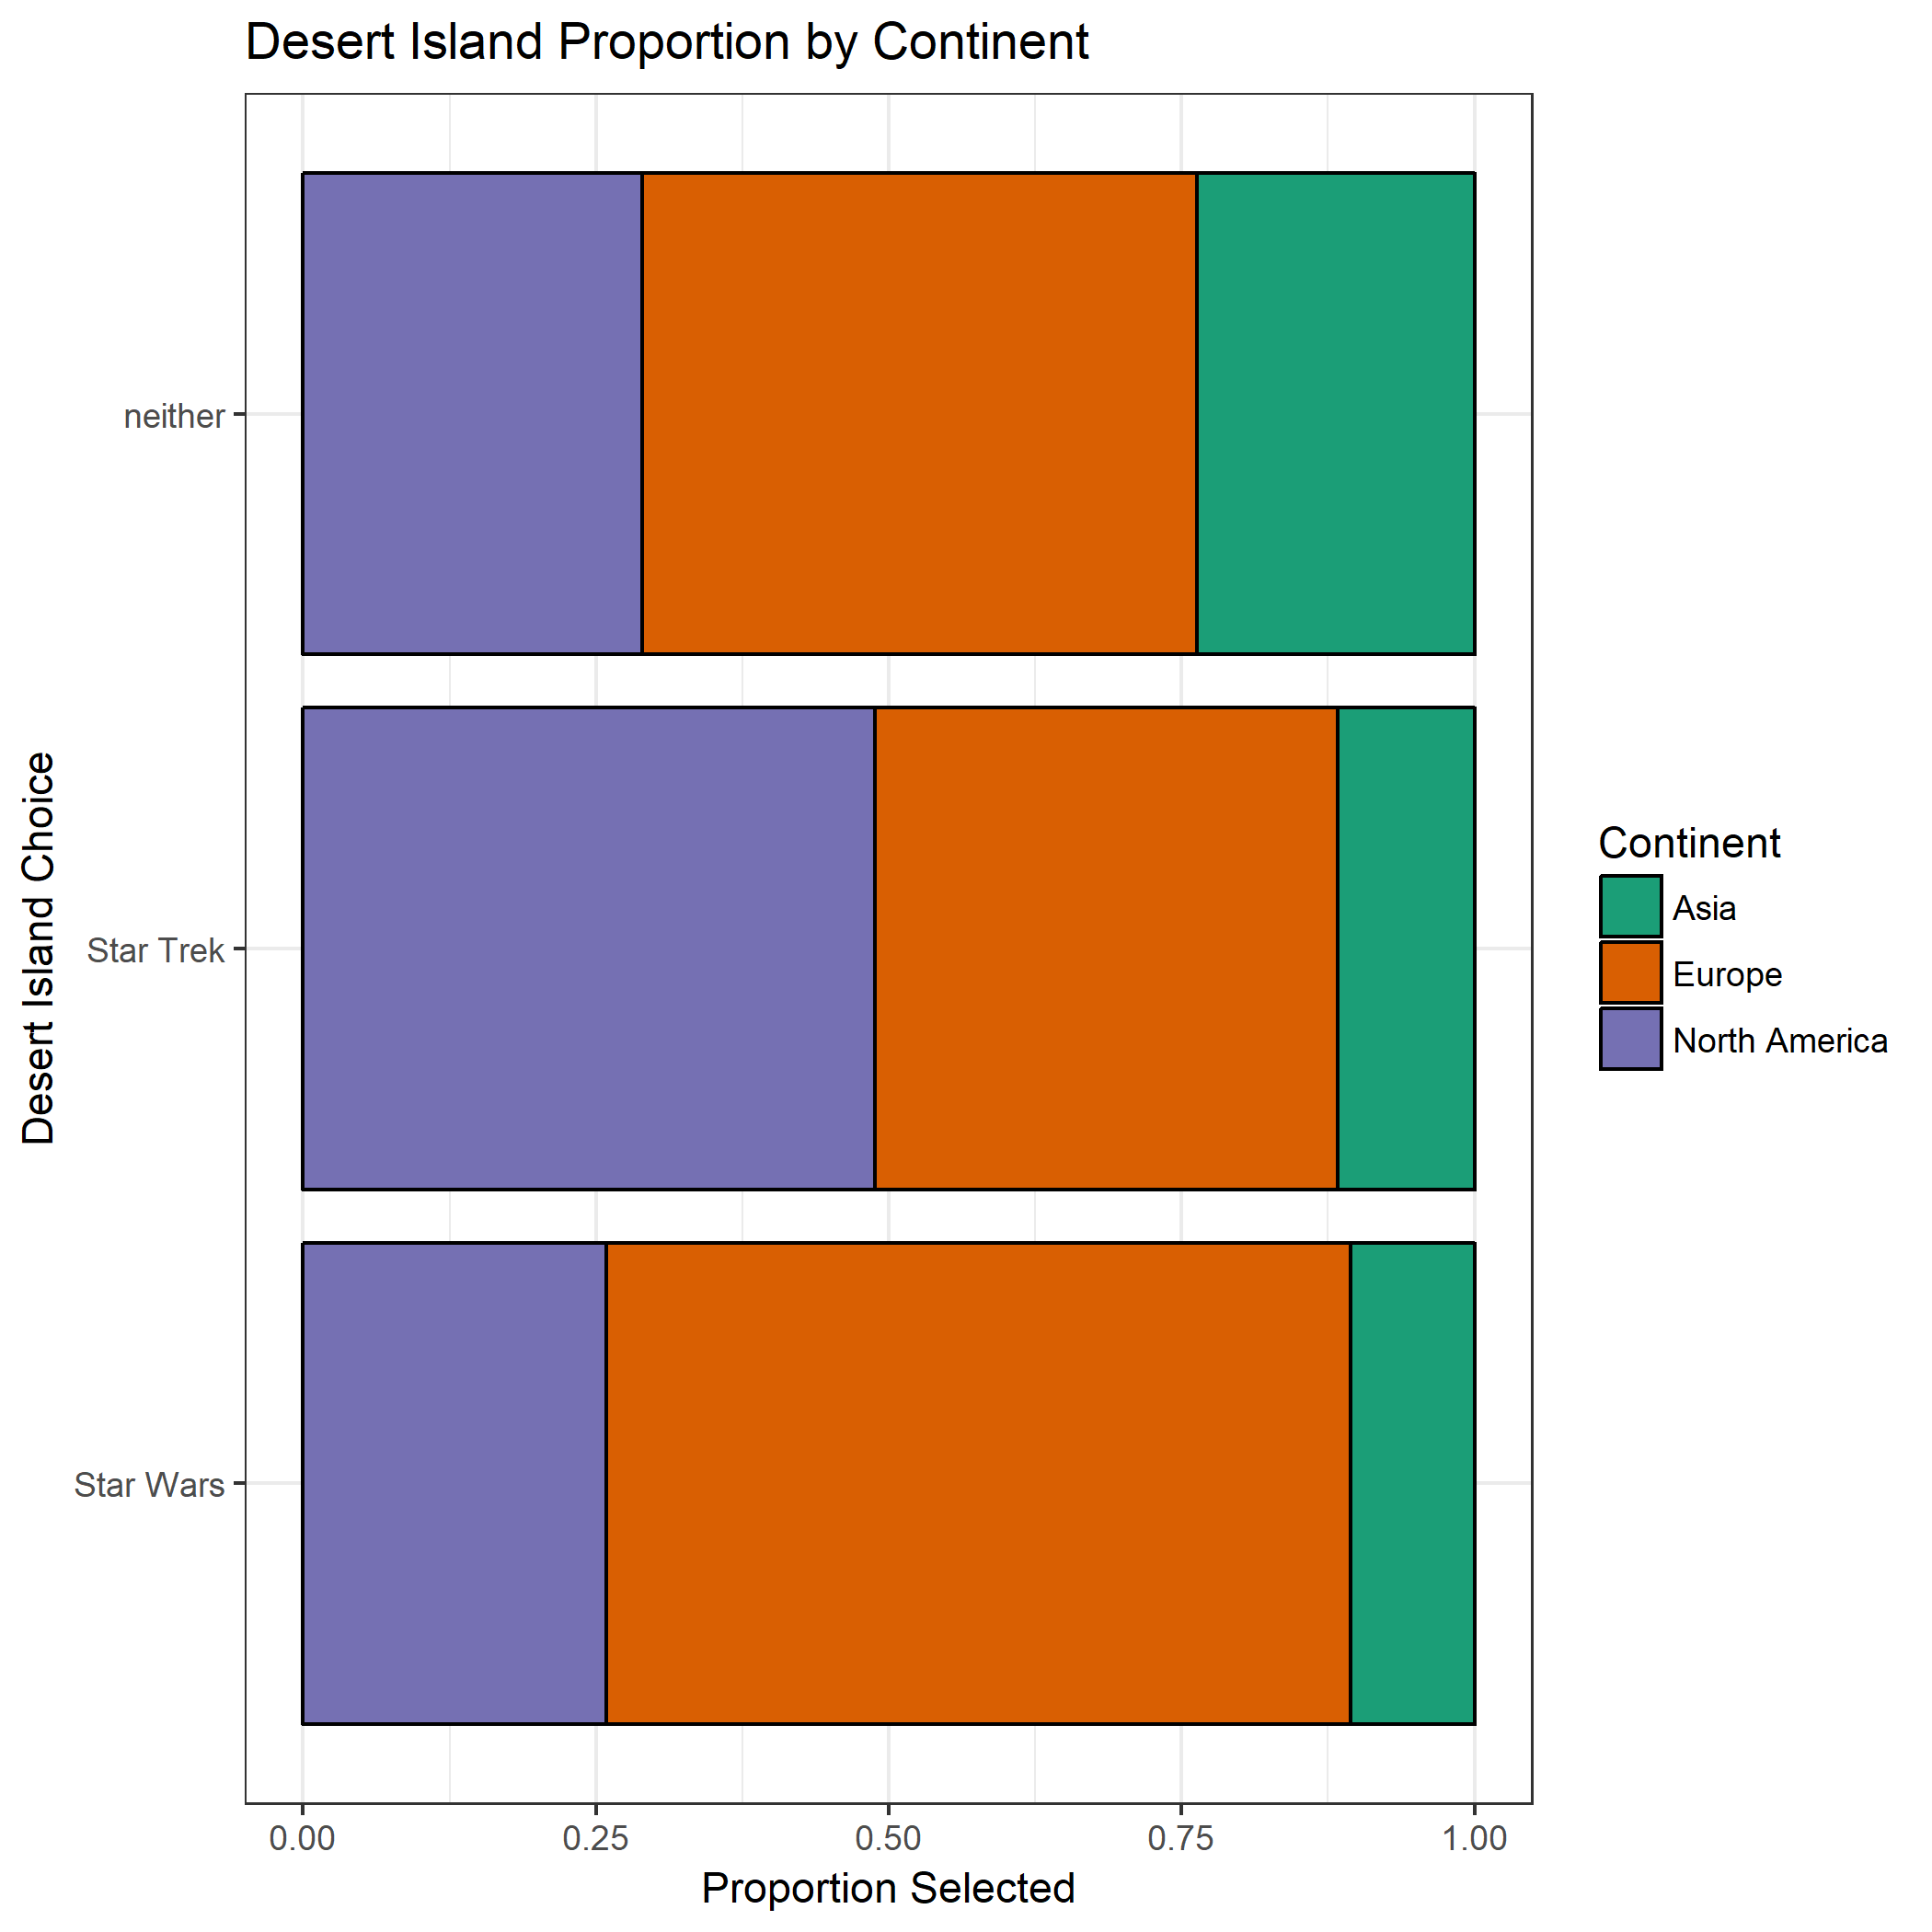 Desert Island Proportion by Continent
Desert Island Choice
neither
Star Trek
Star Wars
0.00 0.25 0.50 0.75 1.00
Proportion Selected
Continent
Asia
Europe
North America